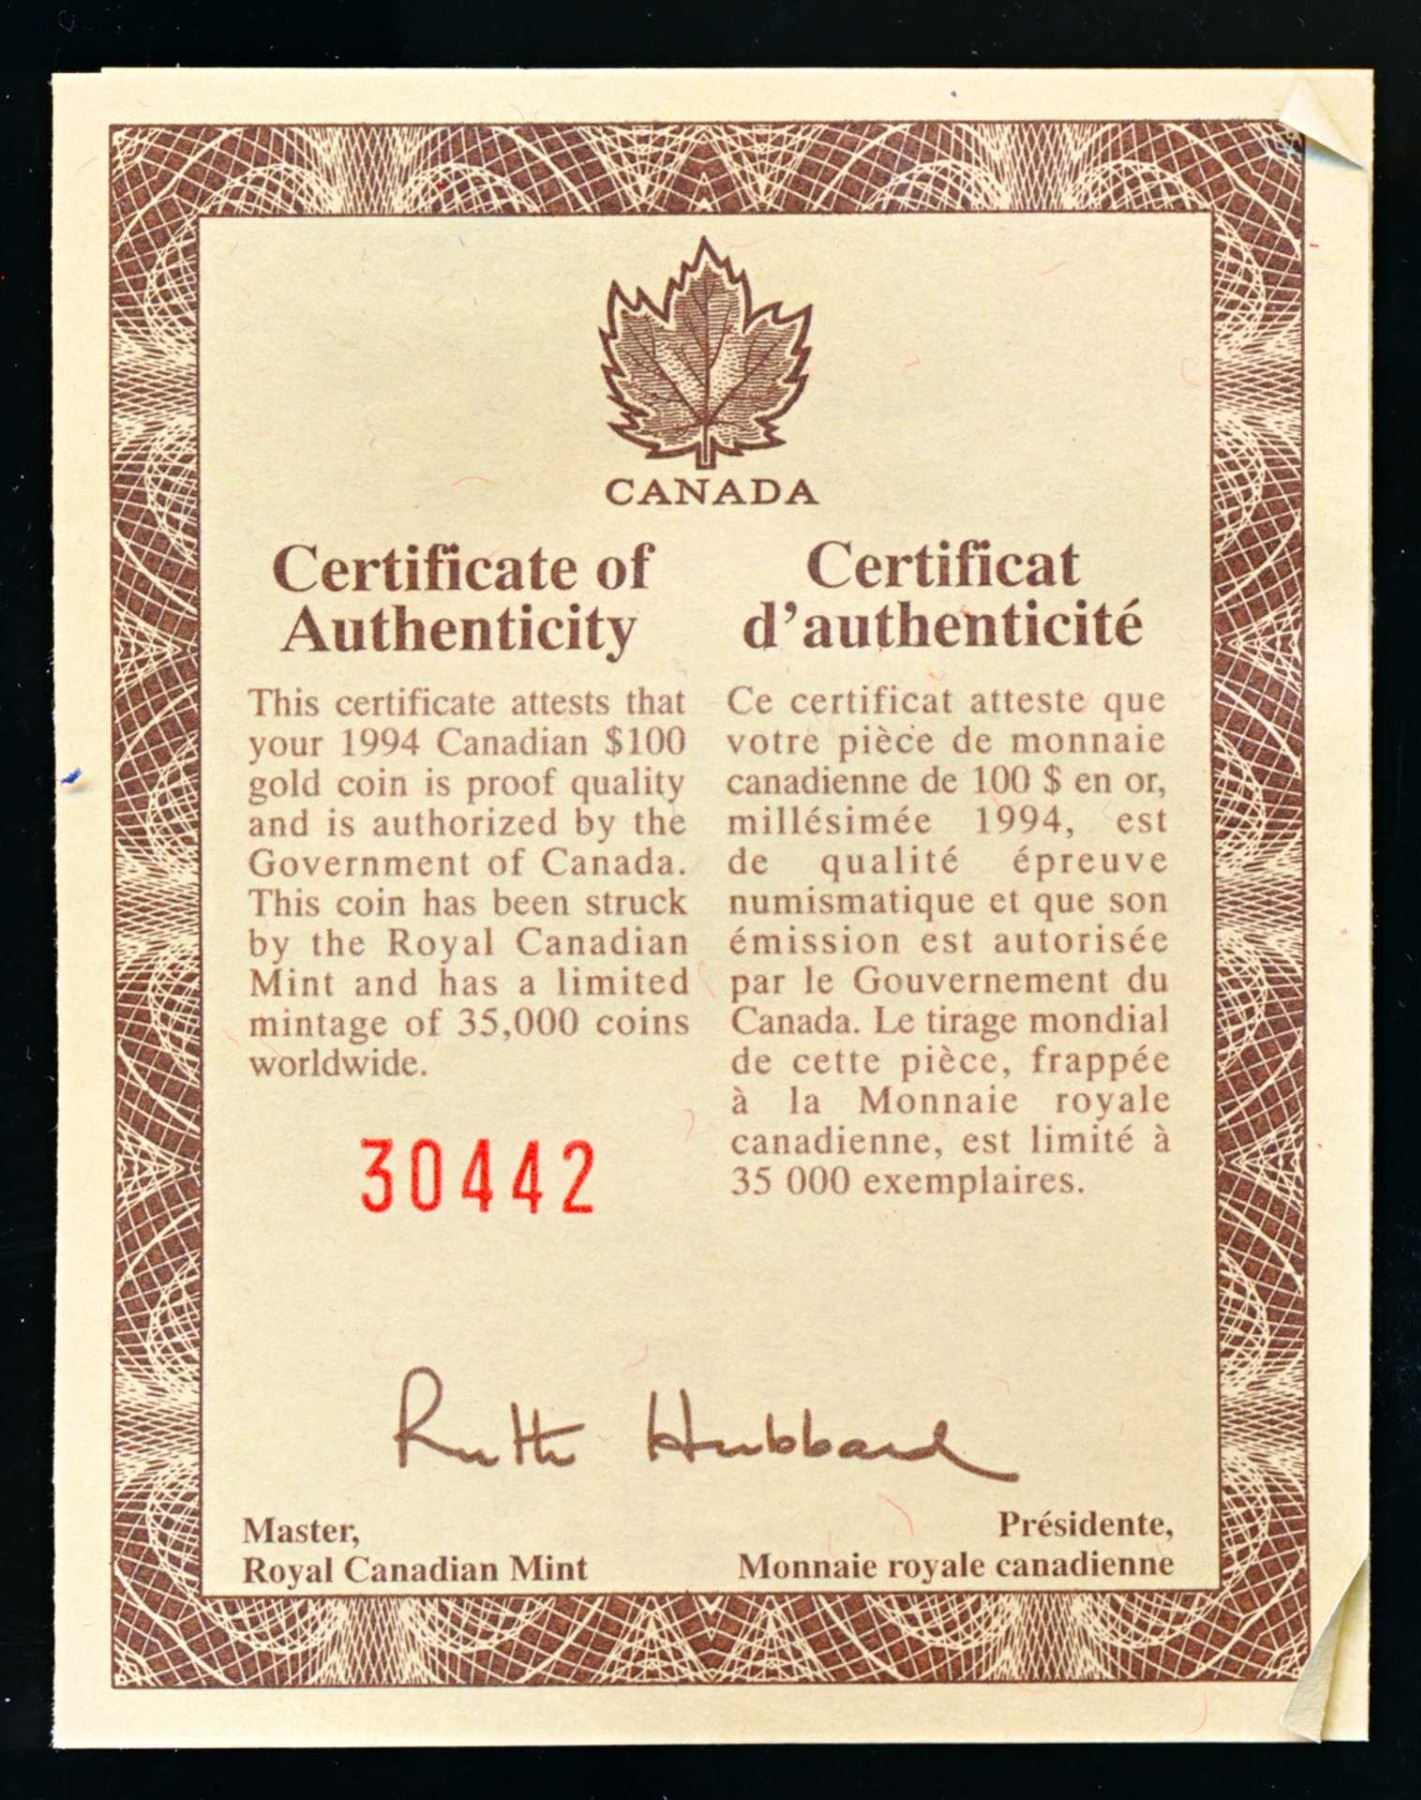 CANADA
Certificate of
Authenticity
This certificate attests that
your 1994 Canadian $100
gold coin is proof quality
and is authorized by the
Government of Canada.
This coin has been struck
by the Royal Canadian
Mint and has a limited
mintage of 35,000 coins
worldwide.
30442
Certificat
d'authenticité
Ce certificat atteste que
votre pièce de monnaie
canadienne de 100 $ en or,
millésimée 1994, est
de qualité épreuve
numismatique et que son
émission est autorisée
par le Gouvernement du
Canada. Le tirage mondial
de cette pièce, frappée
à la Monnaie royale
canadienne, est limité à
35 000 exemplaires.
Ruth Hubbard
Master,
Royal Canadian Mint
Présidente,
Monnaie royale canadienne